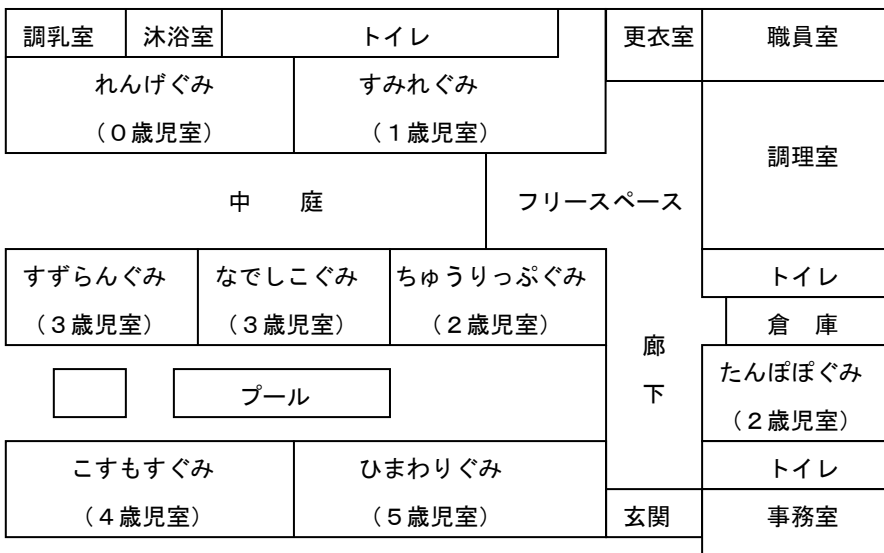 調乳室 沐浴室 トイレ 更衣室 職員室
れんげぐみ すみれぐみ
（０歳児室） （１歳児室）
調理室
中　庭 フリースペース
すずらんぐみ なでしこぐみ ちゅうりっぷぐみ トイレ
（３歳児室） （３歳児室） （２歳児室） 倉　庫
廊
下
プール たんぽぽぐみ
（２歳児室）
こすもすぐみ ひまわりぐみ トイレ
（４歳児室） （５歳児室） 玄関 事務室